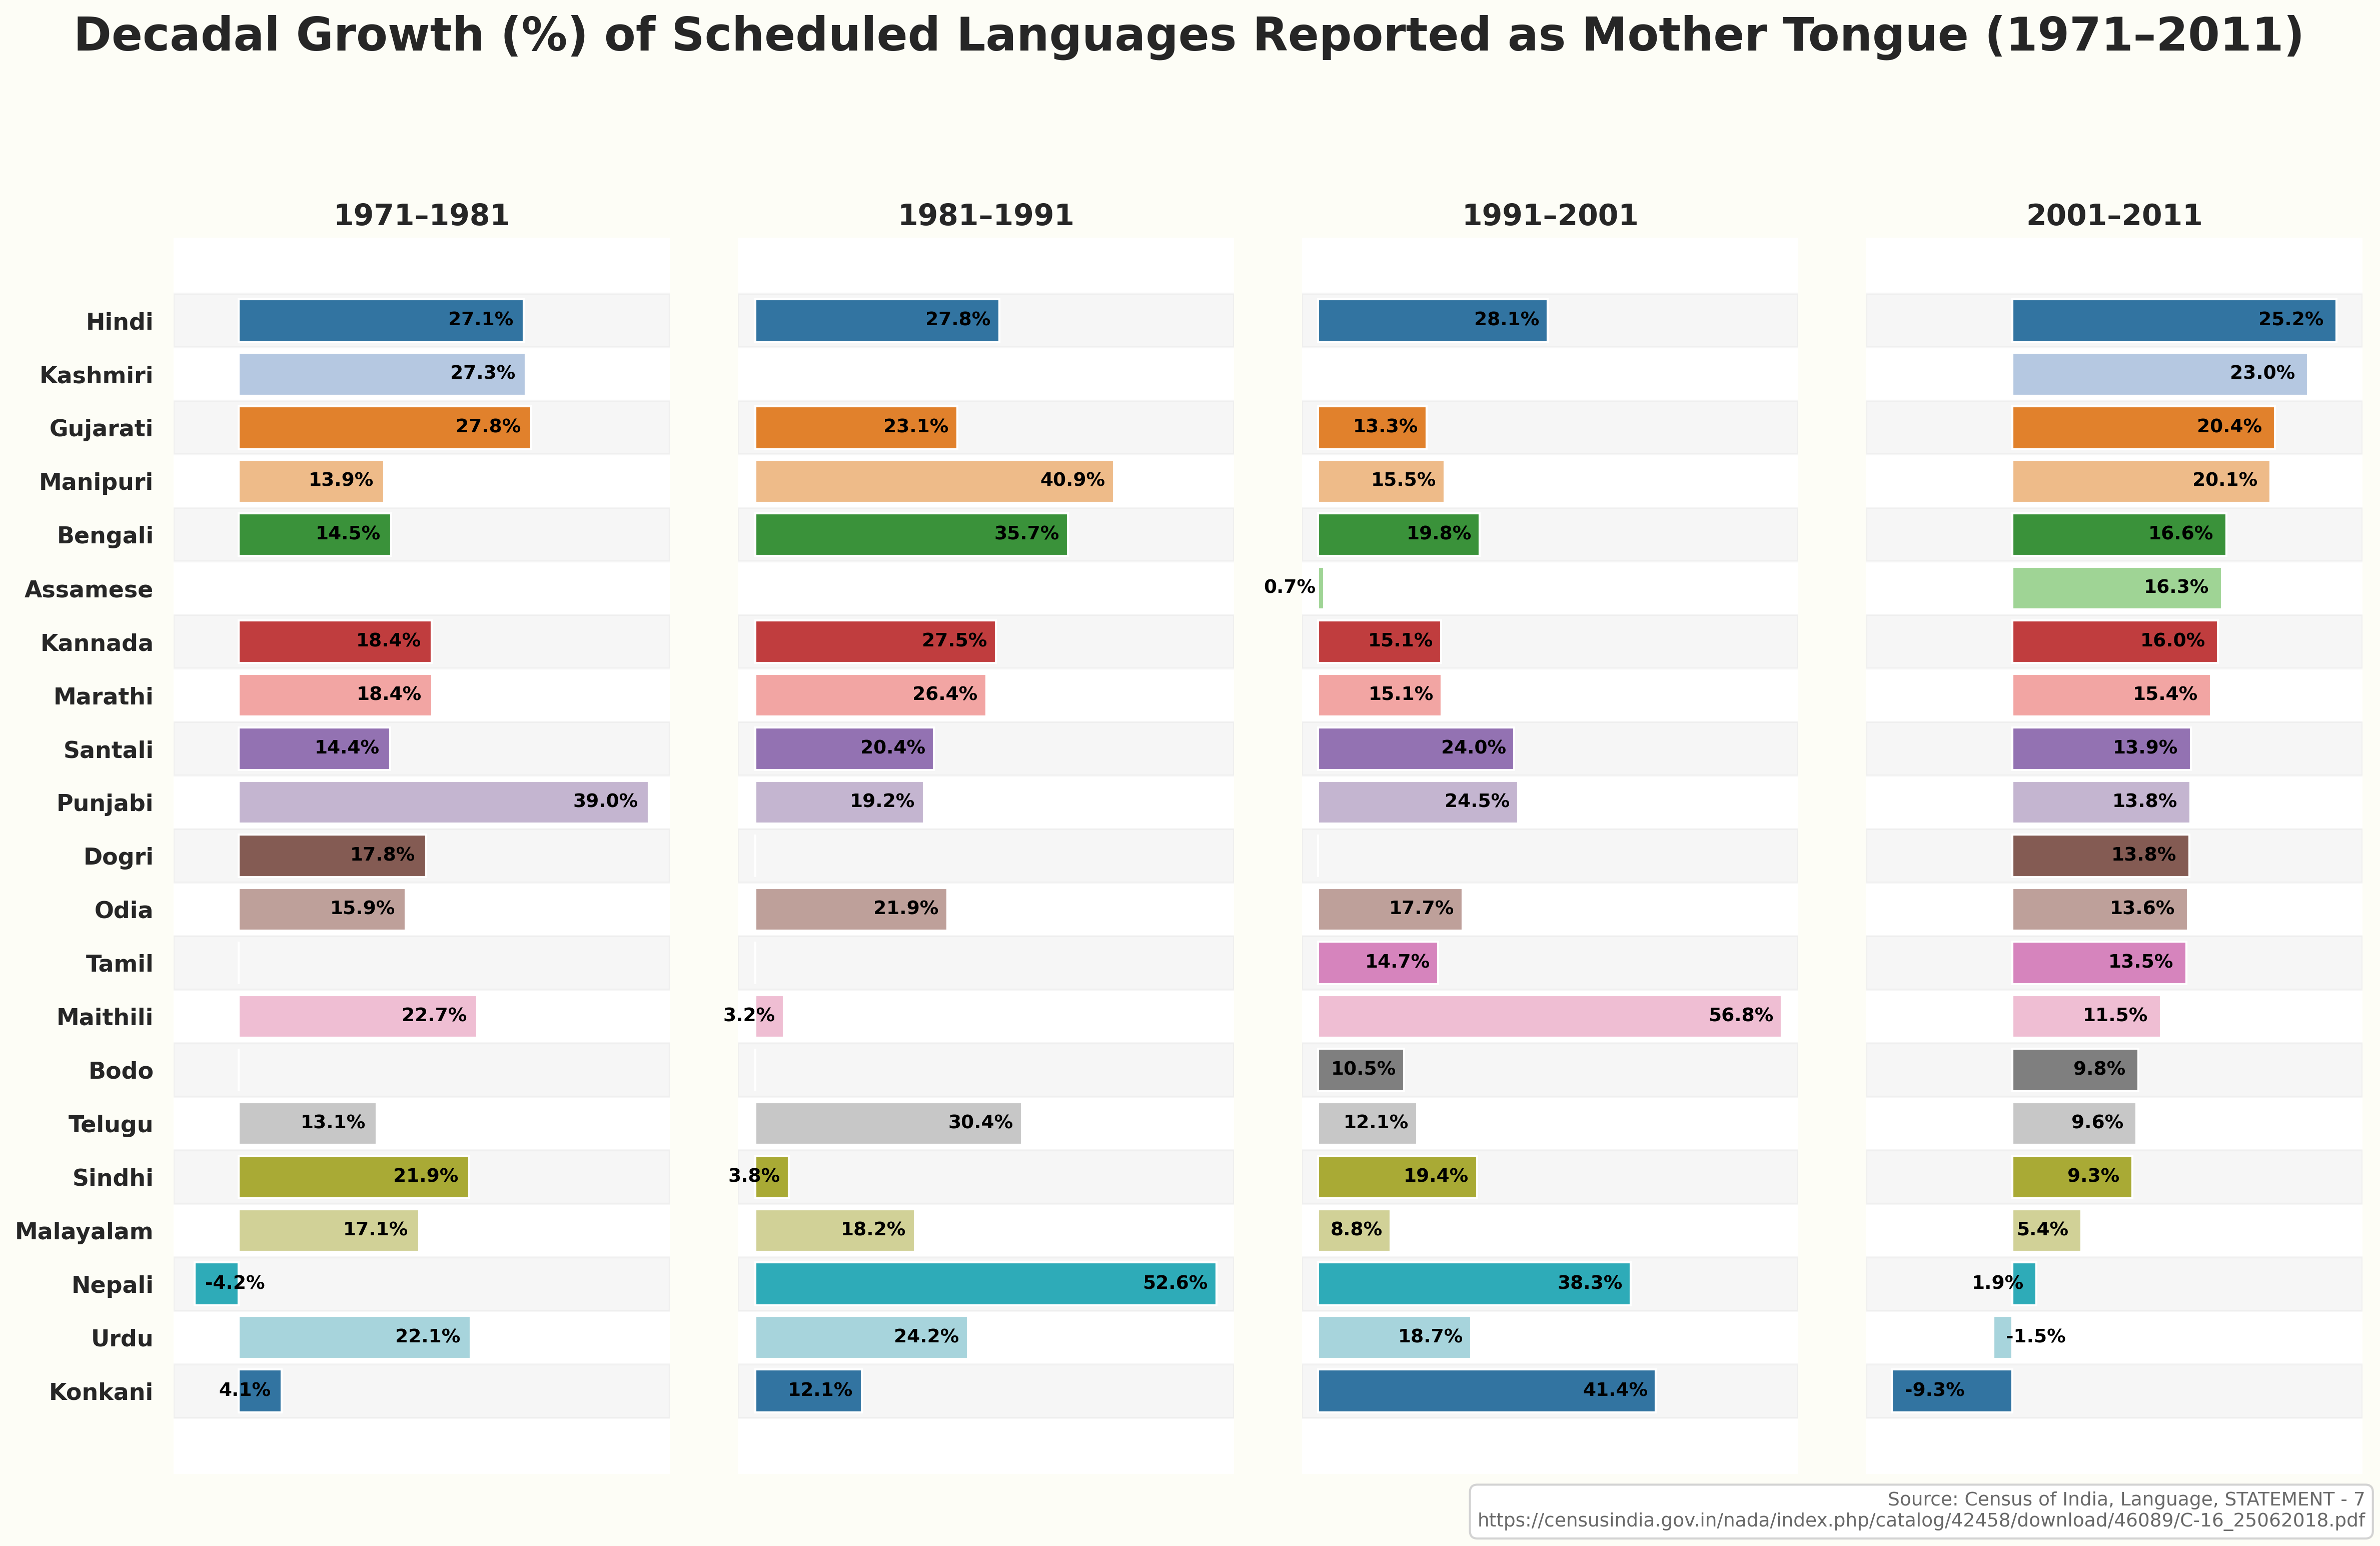 Decadal Growth (%) of Scheduled Languages Reported as Mother Tongue (1971–2011)
1971–1981 1981–1991 1991–2001 2001–2011
Hindi 27.1% 27.8% 28.1% 25.2%
Kashmiri 27.3% 23.0%
Gujarati 27.8% 23.1% 13.3% 20.4%
Manipuri 13.9% 40.9% 15.5% 20.1%
Bengali 14.5% 35.7% 19.8% 16.6%
Assamese 0.7% 16.3%
Kannada 18.4% 27.5% 15.1% 16.0%
Marathi 18.4% 26.4% 15.1% 15.4%
Santali 14.4% 20.4% 24.0% 13.9%
Punjabi 39.0% 19.2% 24.5% 13.8%
Dogri 17.8% 13.8%
Odia 15.9% 21.9% 17.7% 13.6%
Tamil 14.7% 13.5%
Maithili 22.7% 3.2% 56.8% 11.5%
Bodo 10.5% 9.8%
Telugu 13.1% 30.4% 12.1% 9.6%
Sindhi 21.9% 3.8% 19.4% 9.3%
Malayalam 17.1% 18.2% 8.8% 5.4%
Nepali -4.2% 52.6% 38.3% 1.9%
Urdu 22.1% 24.2% 18.7% -1.5%
Konkani 4.1% 12.1% 41.4% -9.3%
Source: Census of India, Language, STATEMENT - 7
https://censusindia.gov.in/nada/index.php/catalog/42458/download/46089/C-16_25062018.pdf